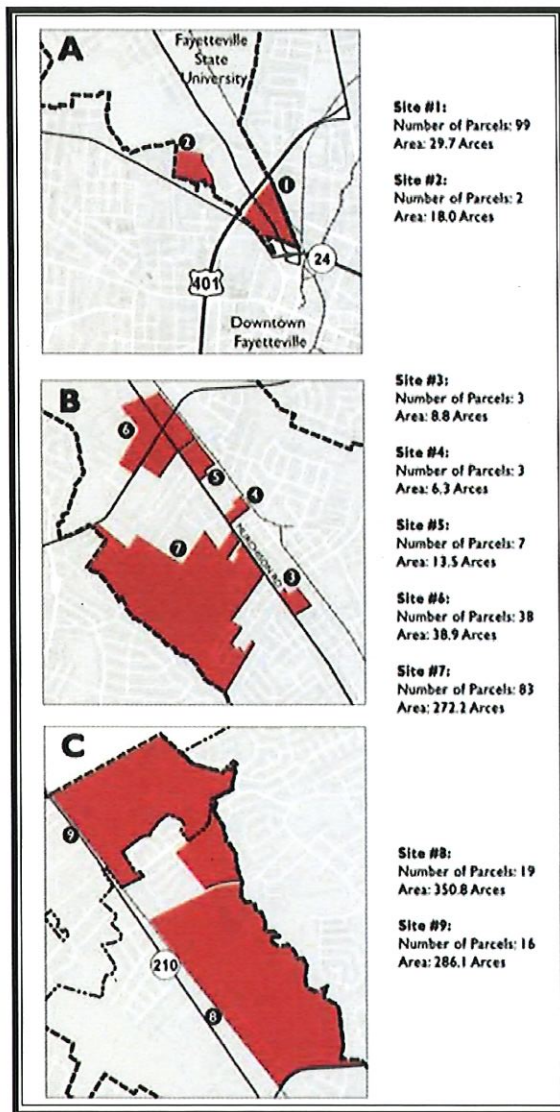 A
Fayetteville
State
University
2
1
24
401
Downtown
Fayetteville
Site #1:
Number of Parcels: 99
Area: 29.7 Arces
Site #2:
Number of Parcels: 2
Area: 18.0 Arces
B
6
5
4
7
MURCHISON RD
3
Site #3:
Number of Parcels: 3
Area: 8.8 Arces
Site #4:
Number of Parcels: 3
Area: 6.3 Arces
Site #5:
Number of Parcels: 7
Area: 13.5 Arces
Site #6:
Number of Parcels: 38
Area: 38.9 Arces
Site #7:
Number of Parcels: 83
Area: 272.2 Arces
C
9
210
8
Site #8:
Number of Parcels: 19
Area: 350.8 Arces
Site #9:
Number of Parcels: 16
Area: 286.1 Arces